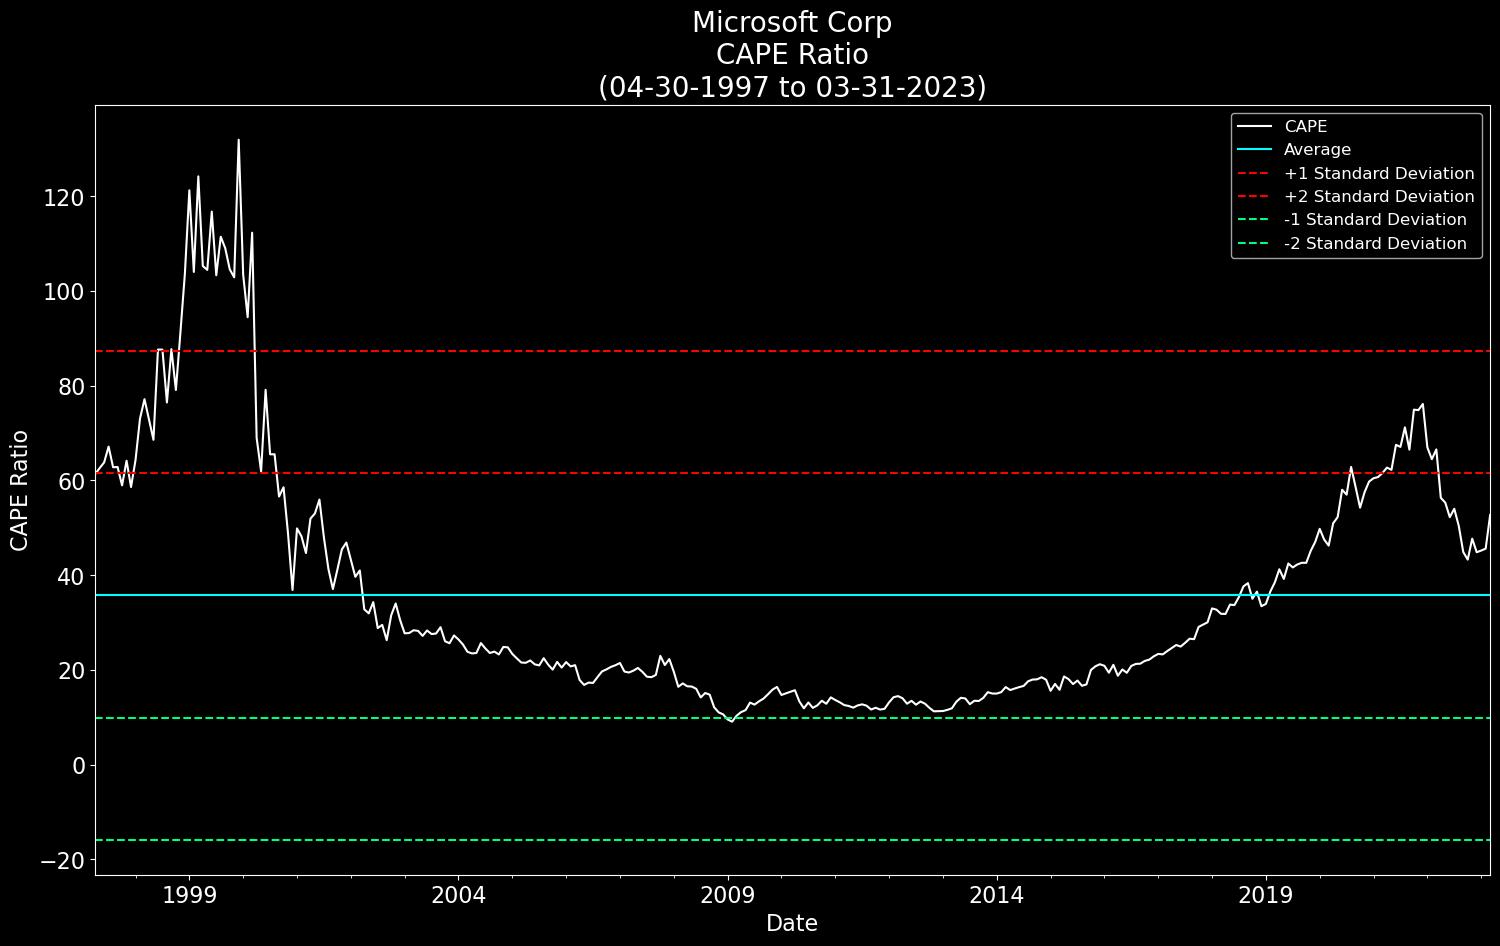 Microsoft Corp
CAPE Ratio
(04-30-1997 to 03-31-2023)
CAPE
Average
+1 Standard Deviation
+2 Standard Deviation
-1 Standard Deviation
-2 Standard Deviation
CAPE Ratio
120
100
80
60
40
20
0
−20
1999 2004 2009 2014 2019
Date